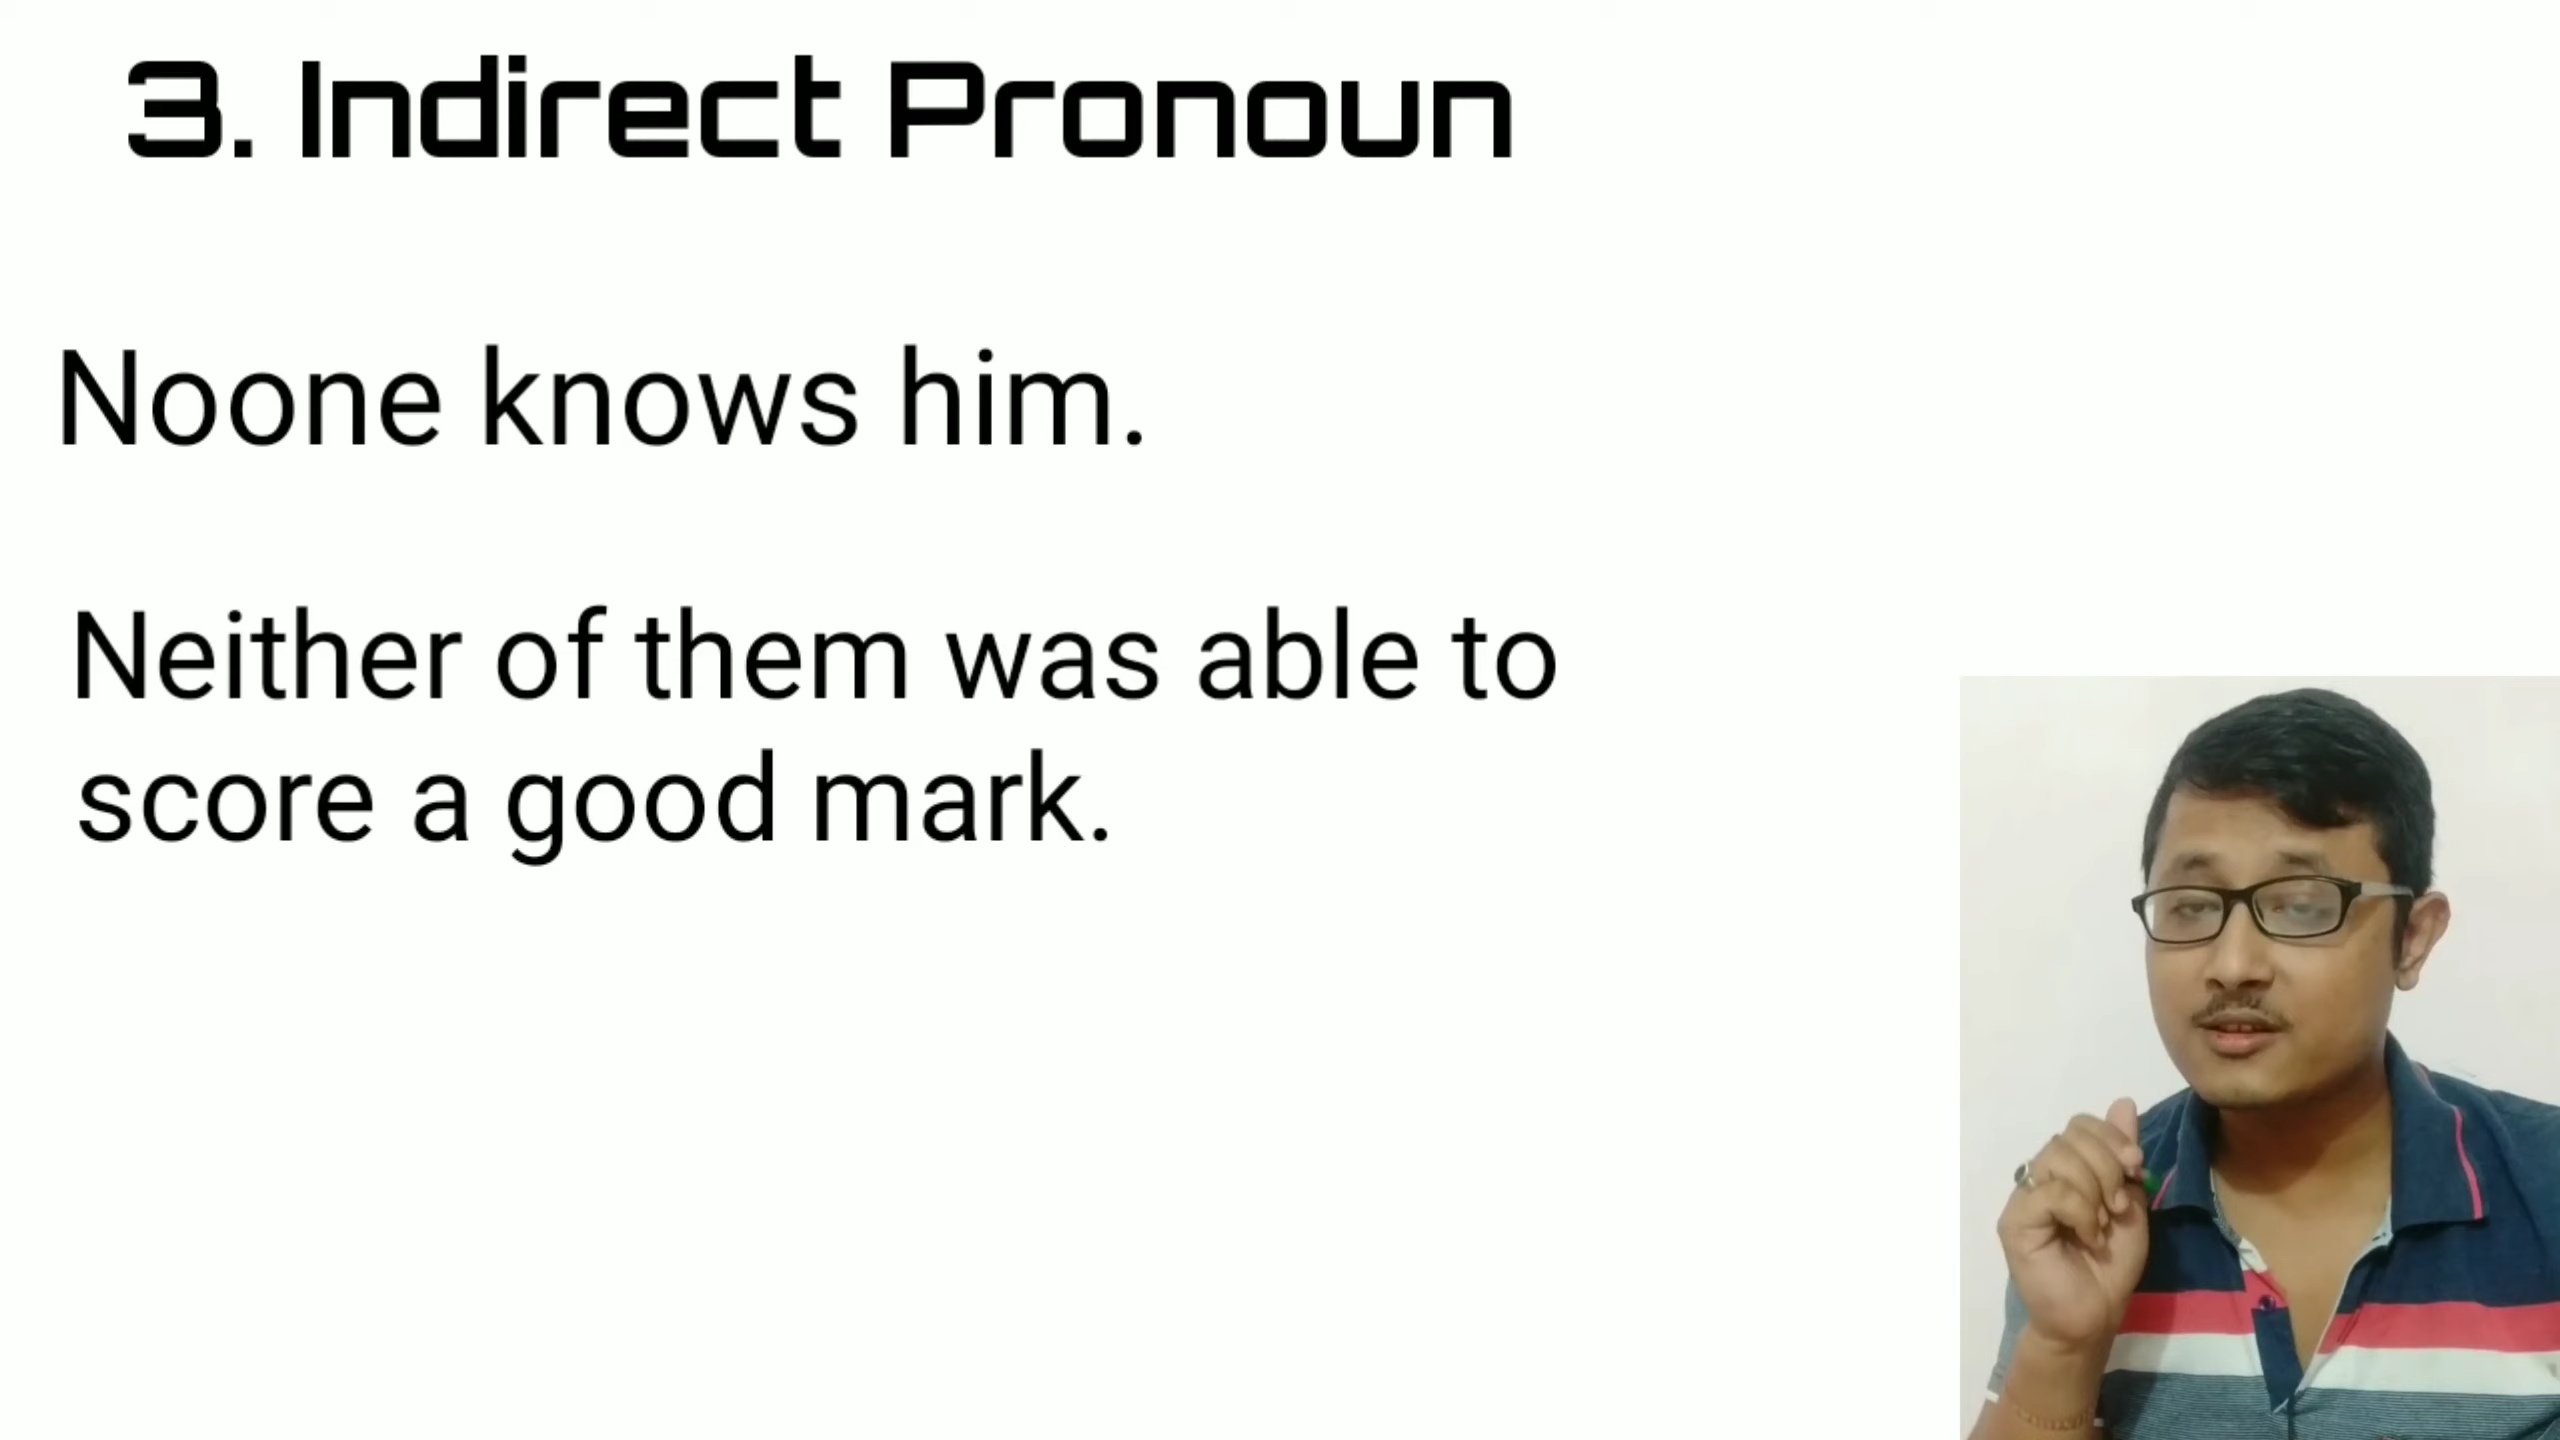 3. Indirect Pronoun
Noone knows him.
Neither of them was able to
score a good mark.